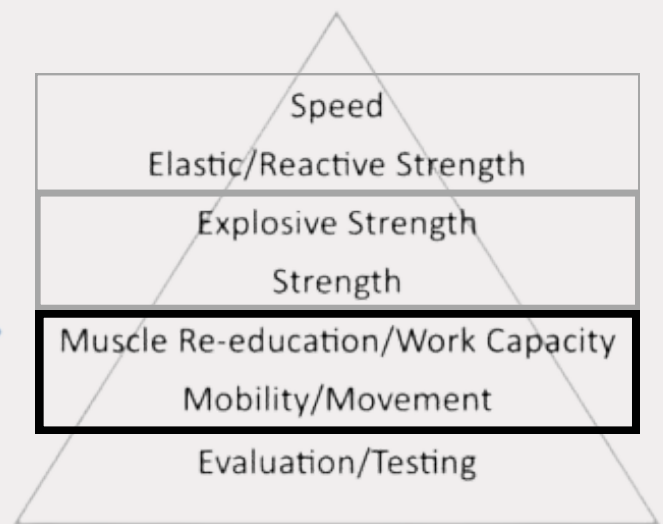 Speed
Elastic/Reactive Strength
Explosive Strength
Strength
Muscle Re-education/Work Capacity
Mobility/Movement
Evaluation/Testing